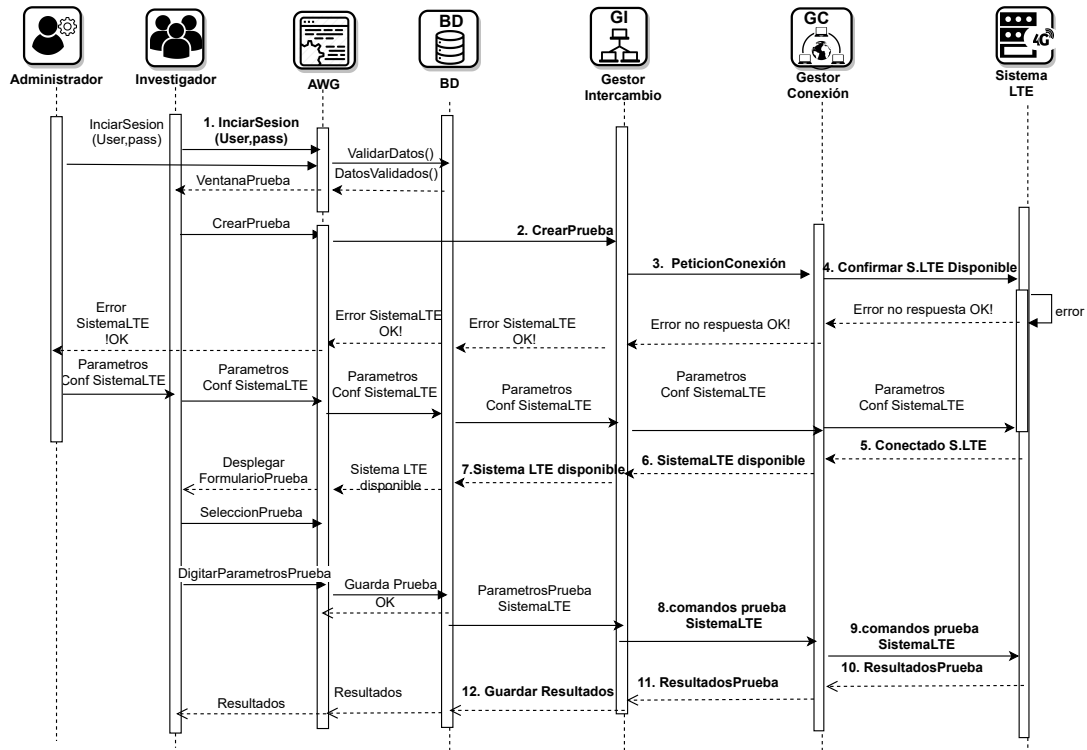 BD
GI
GC
4G
Administrador
Investigador
AWG
BD
Gestor
Intercambio
Gestor
Conexión
Sistema
LTE
InciarSesion
(User,pass)
1. InciarSesion
(User,pass)
ValidarDatos()
DatosValidados()
VentanaPrueba
CrearPrueba
2. CrearPrueba
3. PeticionConexión
4. Confirmar S.LTE Disponible
error
Error no respuesta OK!
Error no respuesta OK!
Error SistemaLTE
OK!
Error SistemaLTE
OK!
Error
SistemaLTE
!OK
Parametros
Conf SistemaLTE
Parametros
Conf SistemaLTE
Parametros
Conf SistemaLTE
Parametros
Conf SistemaLTE
Parametros
Conf SistemaLTE
Parametros
Conf SistemaLTE
5. Conectado S.LTE
6. SistemaLTE disponible
7.Sistema LTE disponible
Sistema LTE
disponible
Desplegar
FormularioPrueba
SeleccionPrueba
DigitarParametrosPrueba
Guarda Prueba
OK
ParametrosPrueba
SistemaLTE
8.comandos prueba
SistemaLTE
9.comandos prueba
SistemaLTE
10. ResultadosPrueba
11. ResultadosPrueba
12. Guardar Resultados
Resultados
Resultados